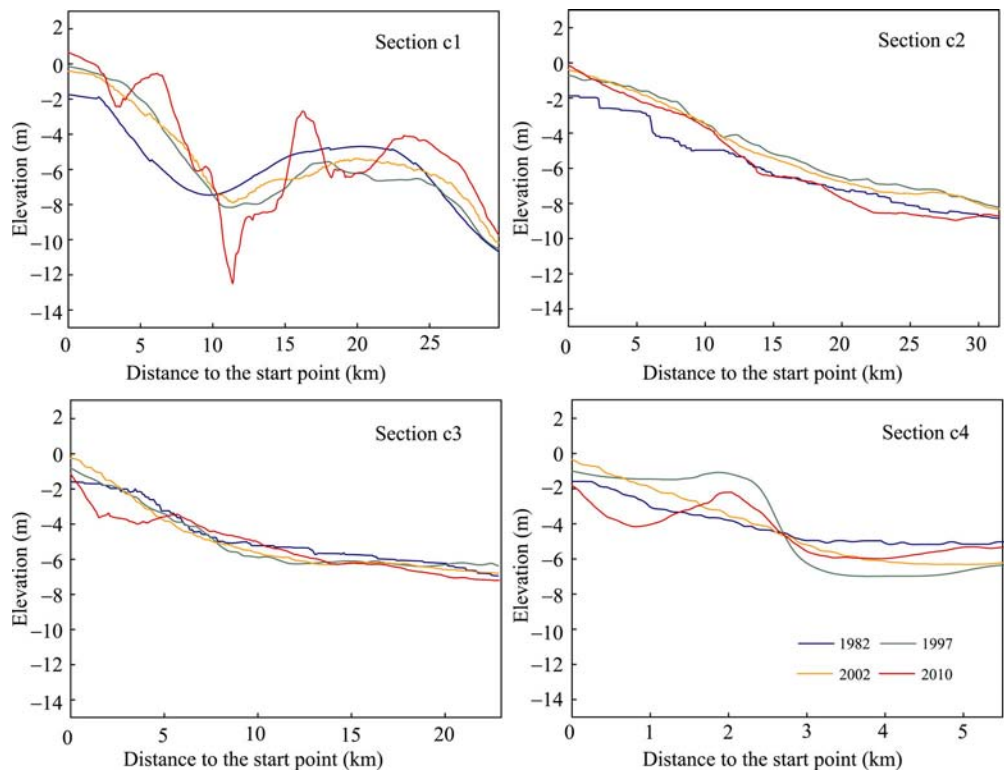 Section c1
2
0
−2
−4
−6
−8
−10
−12
−14
Elevation (m)
0 5 10 15 20 25
Distance to the start point (km)
Section c2
2
0
−2
−4
−6
−8
−10
−12
−14
Elevation (m)
0 5 10 15 20 25 30
Distance to the start point (km)
Section c3
2
0
−2
−4
−6
−8
−10
−12
−14
Elevation (m)
0 5 10 15 20
Distance to the start point (km)
Section c4
2
0
−2
−4
−6
−8
−10
−12
−14
Elevation (m)
1982 1997
2002 2010
0 1 2 3 4 5
Distance to the start point (km)